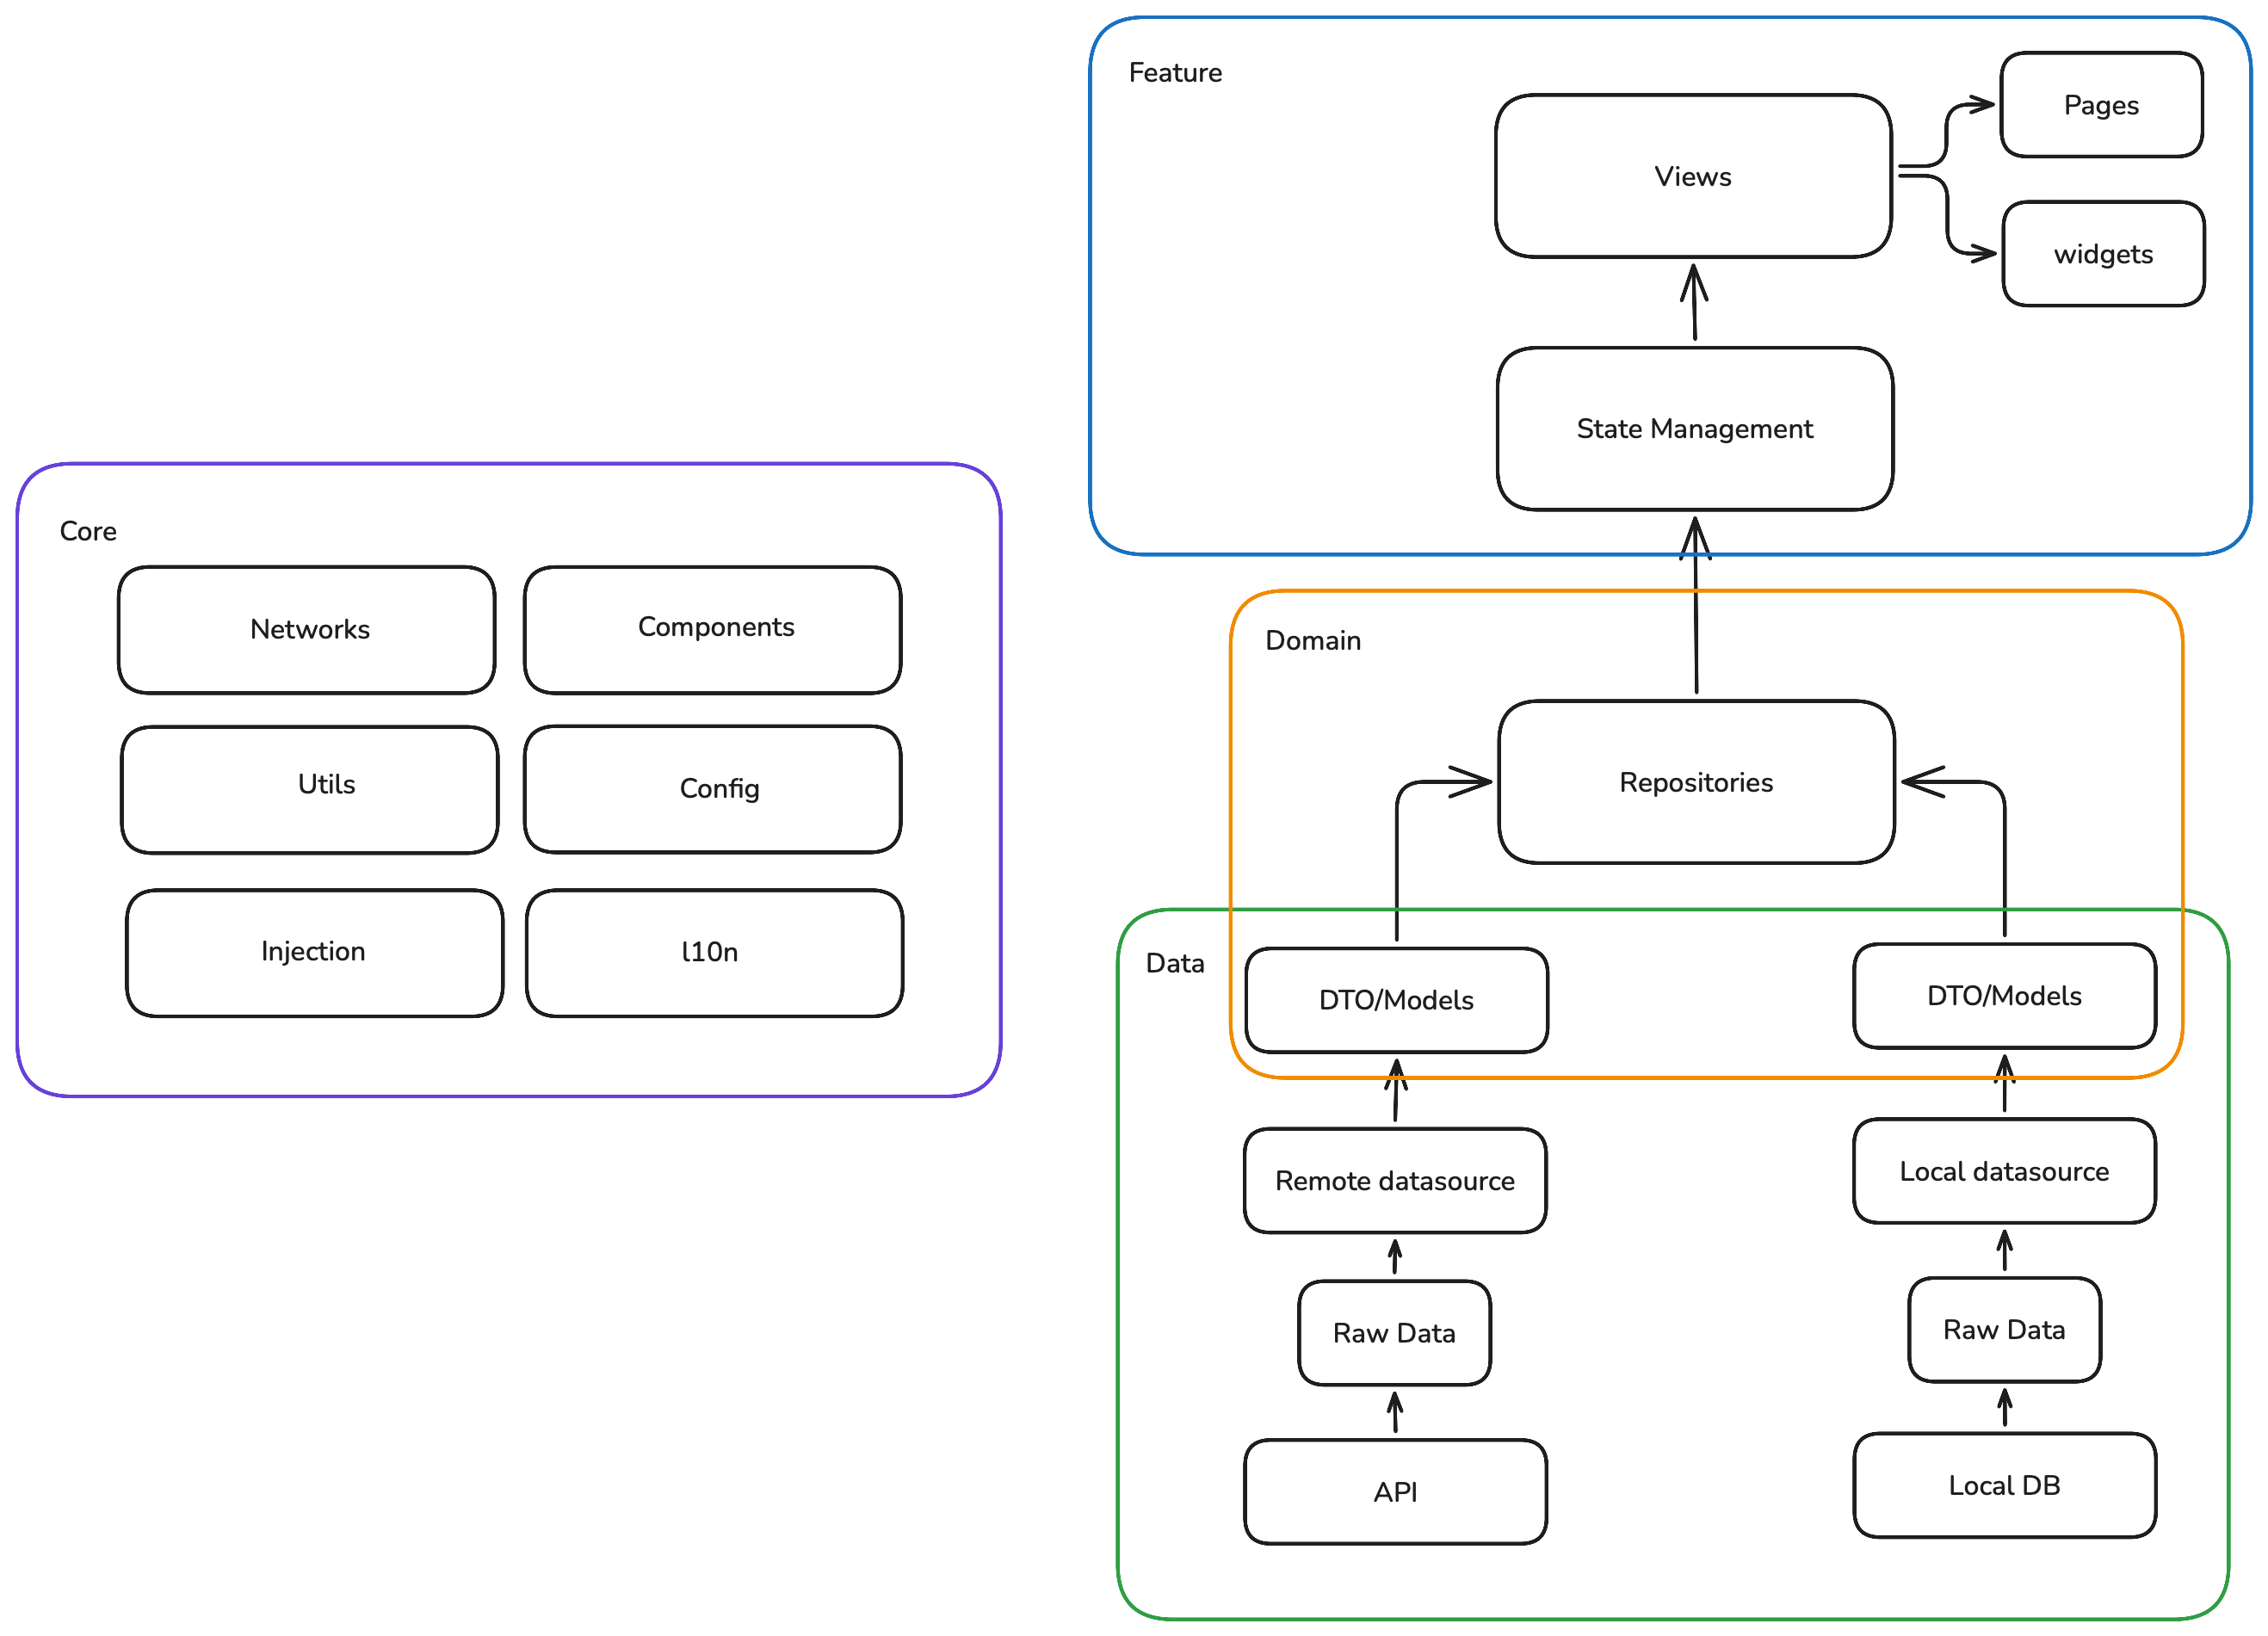 Feature
Pages
Views
widgets
State Management
Core
Networks
Components
Utils
Config
Injection
l10n
Domain
Repositories
Data
DTO/Models
DTO/Models
Remote datasource
Local datasource
Raw Data
Raw Data
API
Local DB